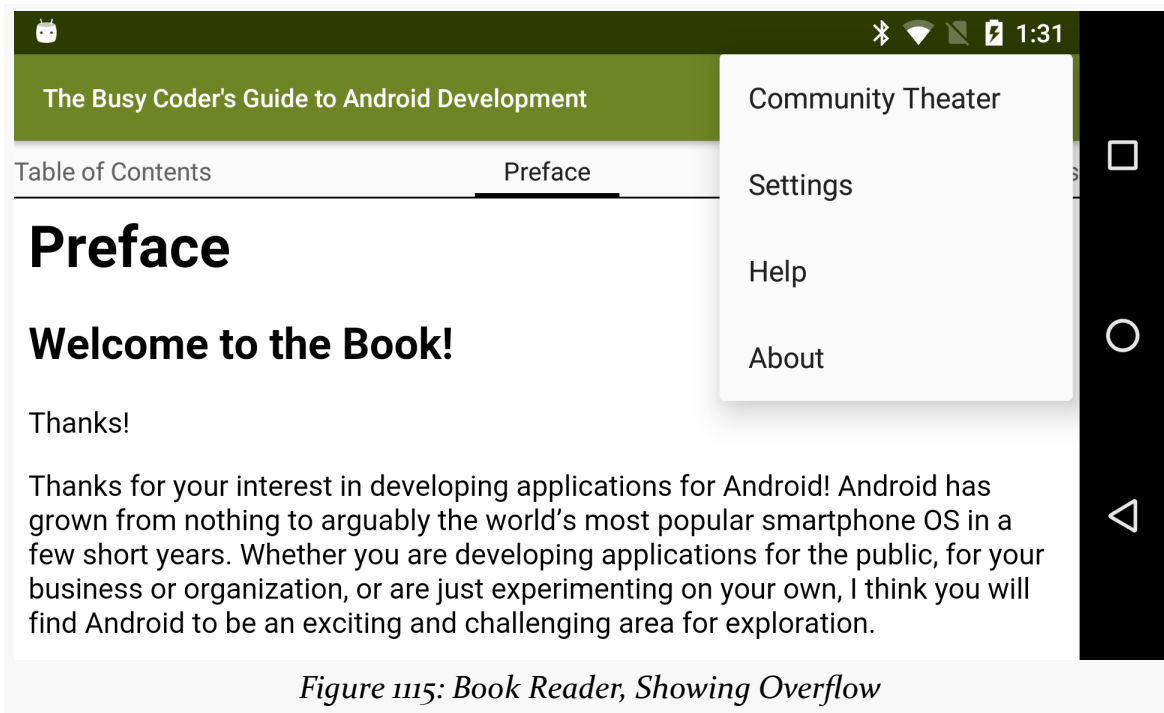 1:31
The Busy Coder's Guide to Android Development
Community Theater
Settings
Help
About
Table of Contents
Preface
s
Preface
Welcome to the Book!
Thanks!
Thanks for your interest in developing applications for Android! Android has
grown from nothing to arguably the world’s most popular smartphone OS in a
few short years. Whether you are developing applications for the public, for your
business or organization, or are just experimenting on your own, I think you will
find Android to be an exciting and challenging area for exploration.
Figure 1115: Book Reader, Showing Overflow